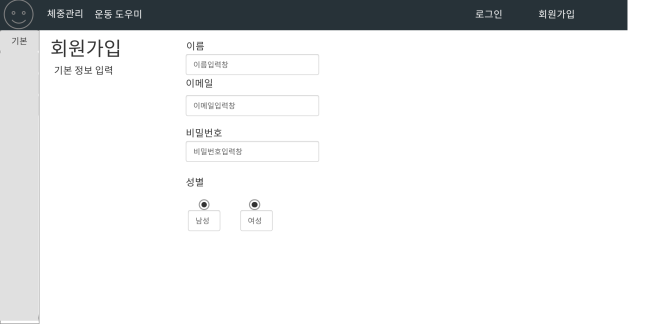 체중관리 운동 도우미 로그인 회원가입
기본
회원가입
기본 정보 입력
이름
이름입력창
이메일
이메일입력창
비밀번호
비밀번호입력창
성별
남성 여성